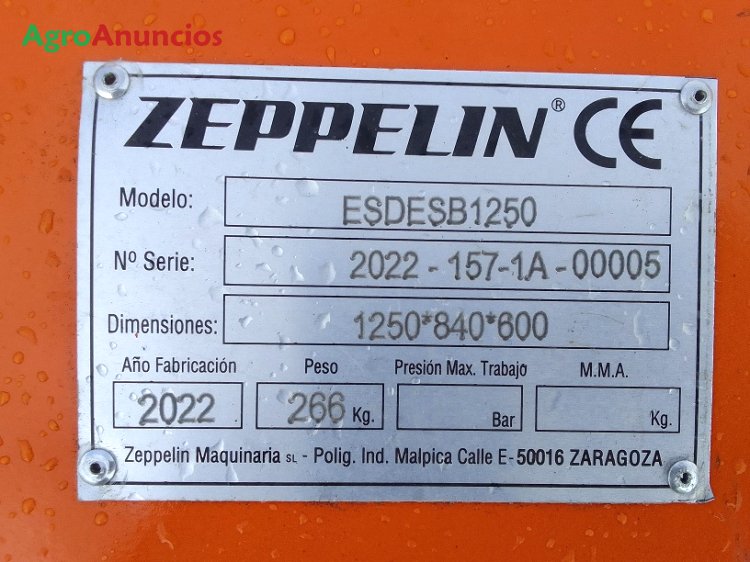 AgroAnuncios
ZEPPELIN® CE
Modelo: ESDESB1250
Nº Serie: 2022-157-1A-00005
Dimensiones: 1250*840*600
Año Fabricación Peso Presión Max. Trabajo M.M.A.
2022 266 Kg. Bar Kg.
Zeppelin Maquinaria SL - Polig. Ind. Malpica Calle E- 50016 ZARAGOZA